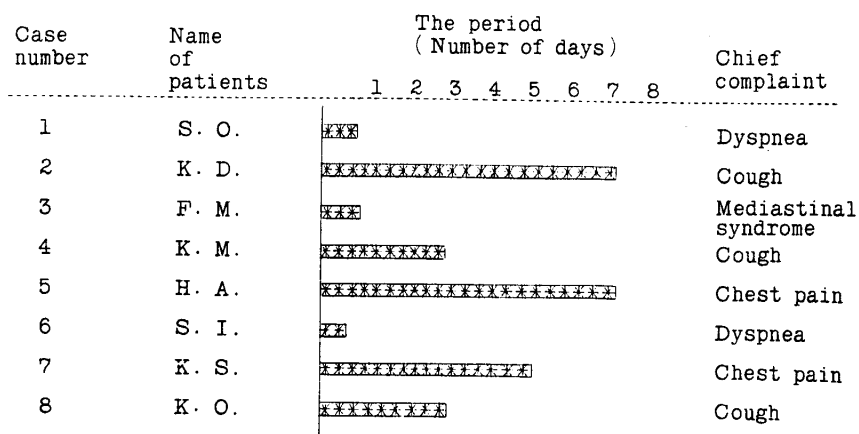 Case number Name of patients The period ( Number of days) Chief complaint
1 2 3 4 5 6 7 8
1 S. O. Dyspnea
2 K. D. Cough
3 F. M. Mediastinal syndrome
4 K. M. Cough
5 H. A. Chest pain
6 S. I. Dyspnea
7 K. S. Chest pain
8 K. O. Cough